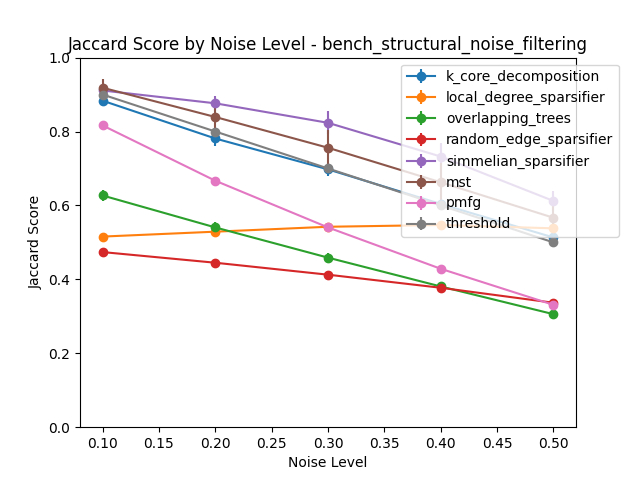 Jaccard Score by Noise Level - bench_structural_noise_filtering
1.0
0.8
0.6
0.4
0.2
0.0
Jaccard Score
k_core_decomposition
local_degree_sparsifier
overlapping_trees
random_edge_sparsifier
simmelian_sparsifier
mst
pmfg
threshold
0.10 0.15 0.20 0.25 0.30 0.35 0.40 0.45 0.50
Noise Level